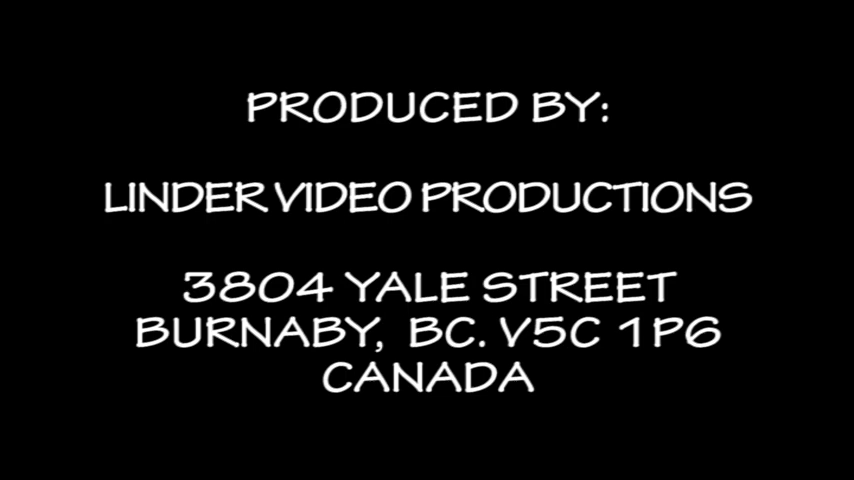 PRODUCED BY:
LINDER VIDEO PRODUCTIONS
3804 YALE STREET
BURNABY, BC. V5C 1P6
CANADA